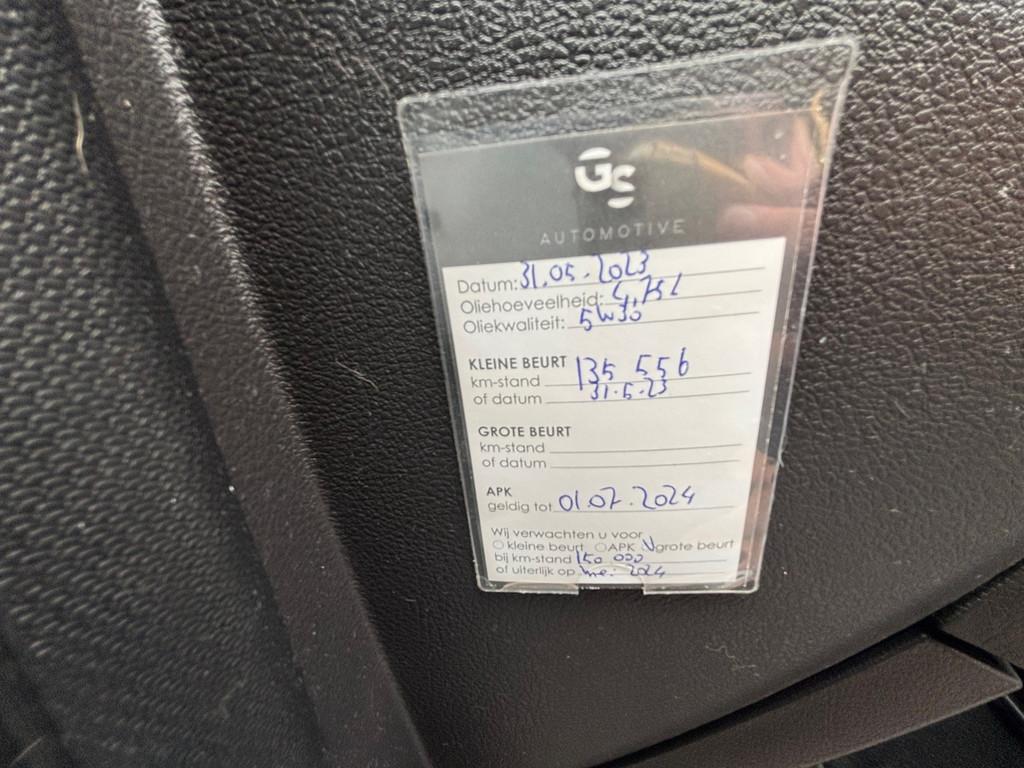 GS
AUTOMOTIVE
Datum: 31.05.2023
Oliehoeveelheid: 4,75L
Oliekwaliteit: 5W30
KLEINE BEURT
km-stand 135 556
of datum 31.5.23
GROTE BEURT
km-stand
of datum
APK
geldig tot 01.07.2024
Wij verwachten u voor
kleine beurt APK grote beurt
bij km-stand 150 000
of uiterlijk op mei 2024